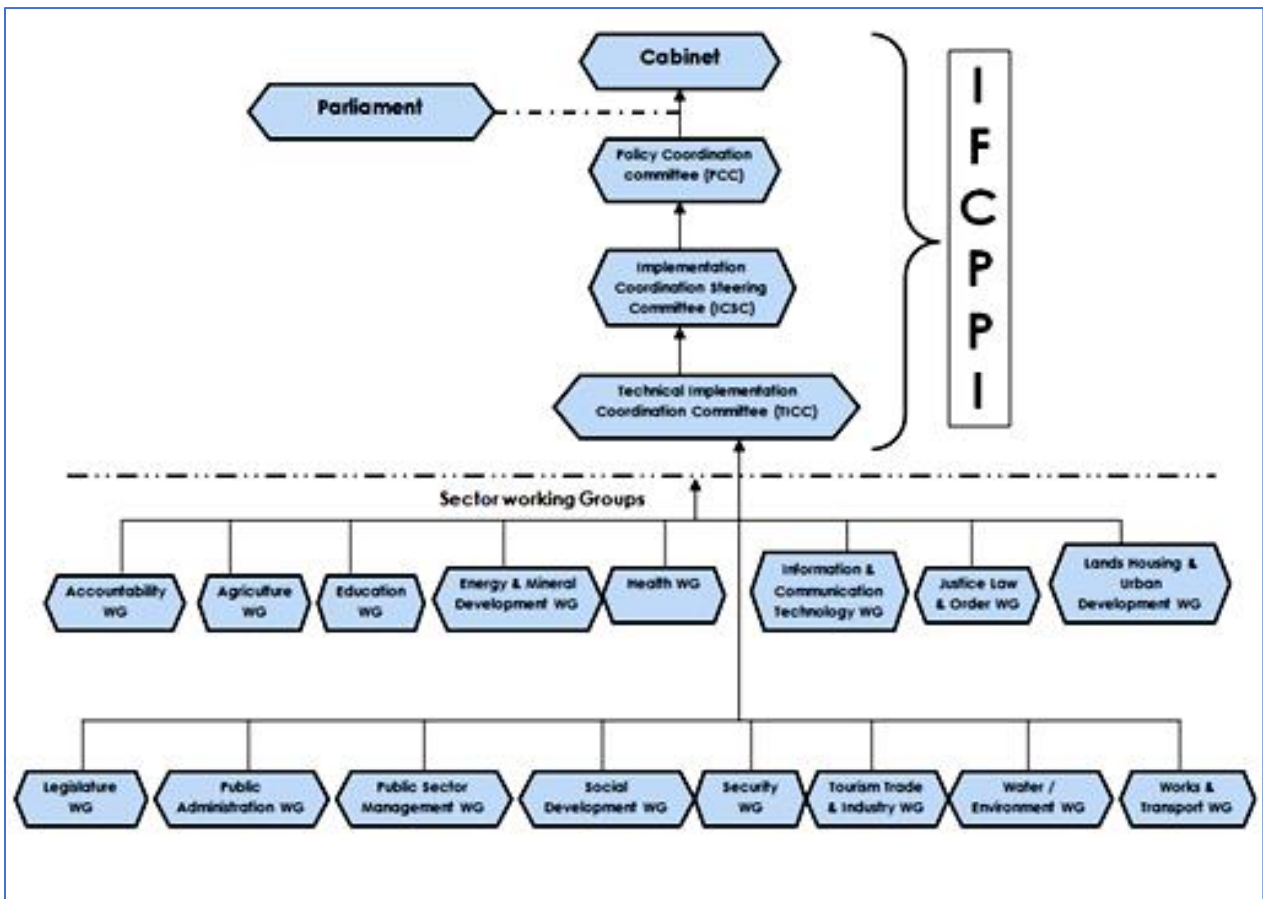 Cabinet
Parliament
Policy Coordination
committee (PCC)
Implementation
Coordination Steering
Committee (ICSC)
Technical Implementation
Coordination Committee (TICC)
I
F
C
P
P
I
Sector working Groups
Accountability
WG
Agriculture
WG
Education
WG
Energy & Mineral
Development WG
Health WG
Information &
Communication
Technology WG
Justice Law
& Order WG
Lands Housing &
Urban
Development WG
Legislature
WG
Public
Administration WG
Public Sector
Management WG
Social
Development WG
Security
WG
Tourism Trade
& Industry WG
Water /
Environment WG
Works &
Transport WG